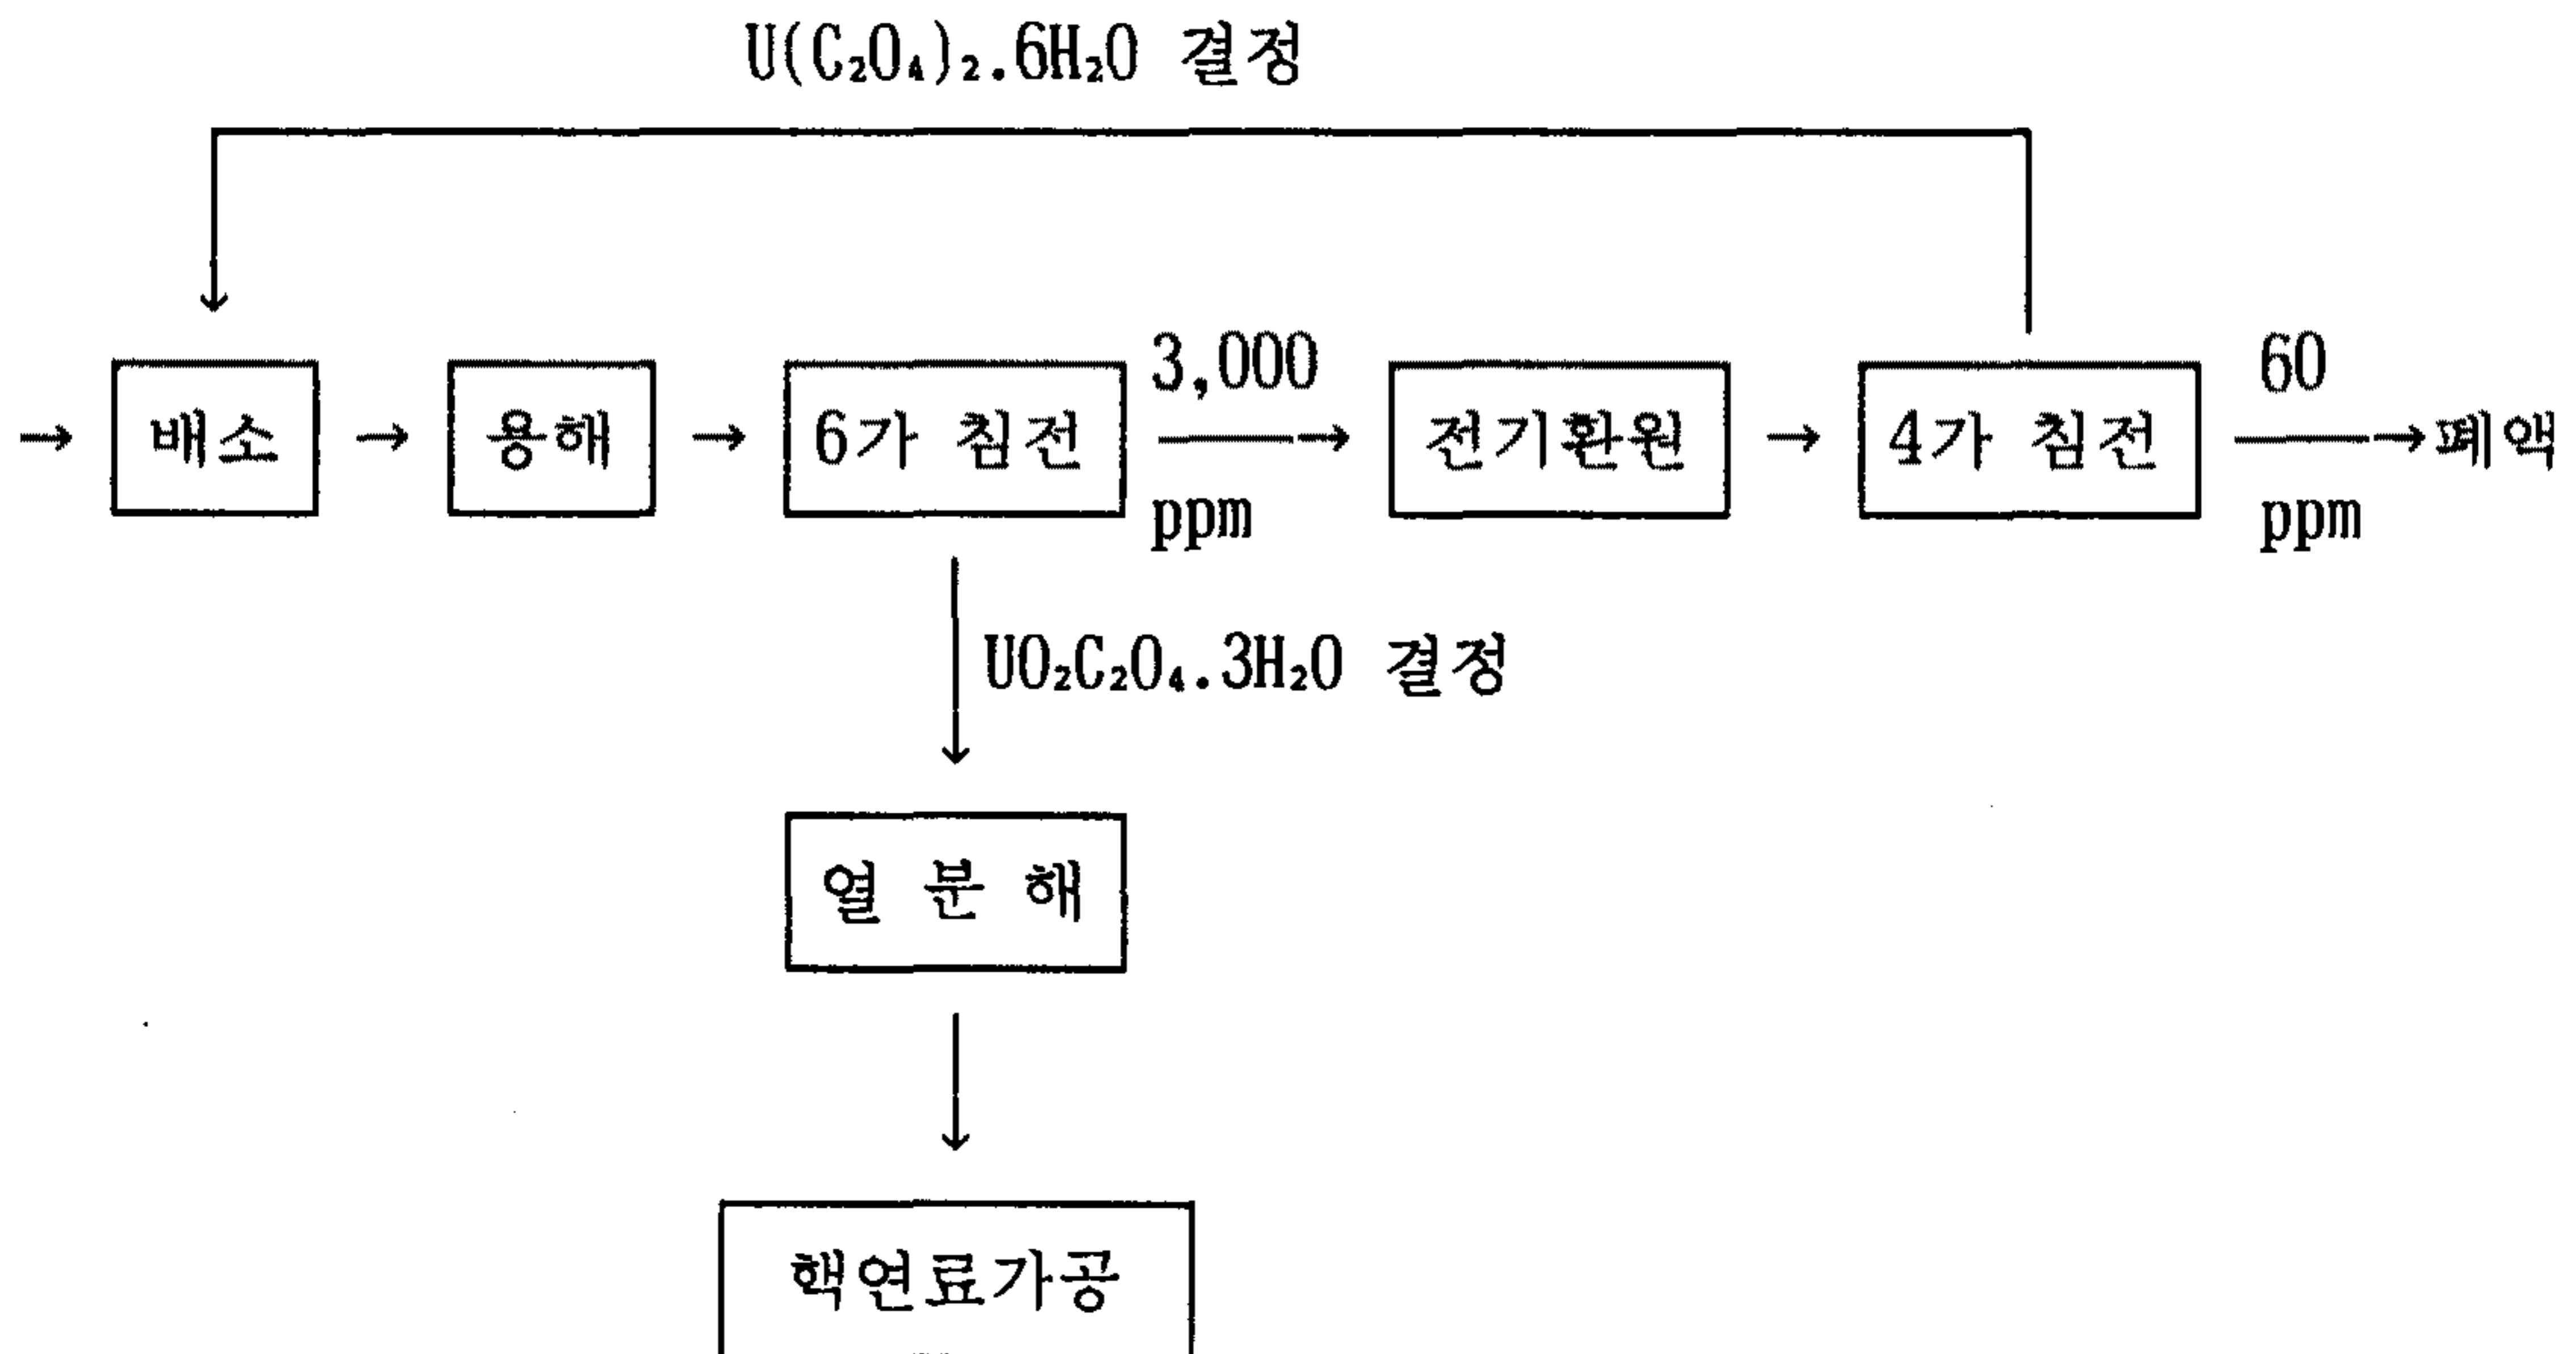 U(C₂O₄)₂.6H₂O 결정
→ 배소 → 용해 → 6가 침전 3,000 ppm → 전기환원 → 4가 침전 60 ppm → 폐액
UO₂C₂O₄.3H₂O 결정
열 분 해
핵연료가공